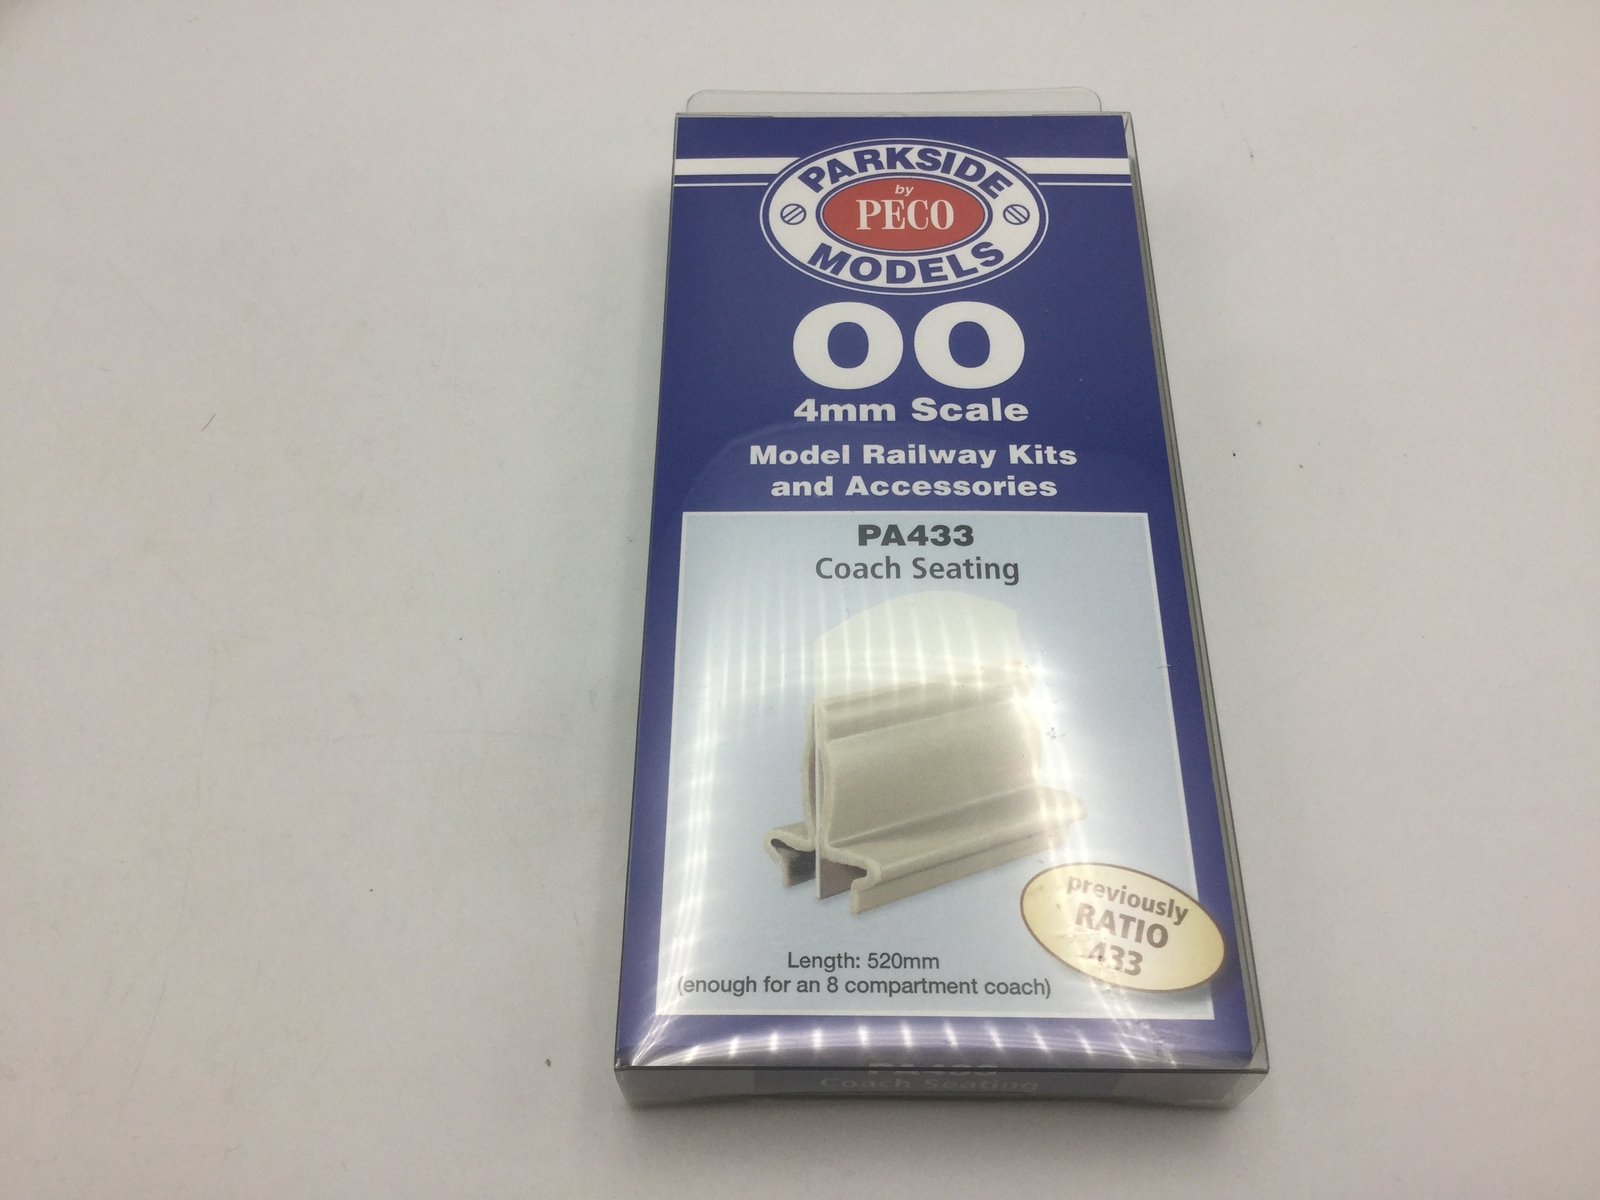 PARKSIDE
by
PECO
MODELS
OO
4mm Scale
Model Railway Kits
and Accessories
PA433
Coach Seating
previously
RATIO
433
Length: 520mm
(enough for an 8 compartment coach)
PA433
Coach Seating